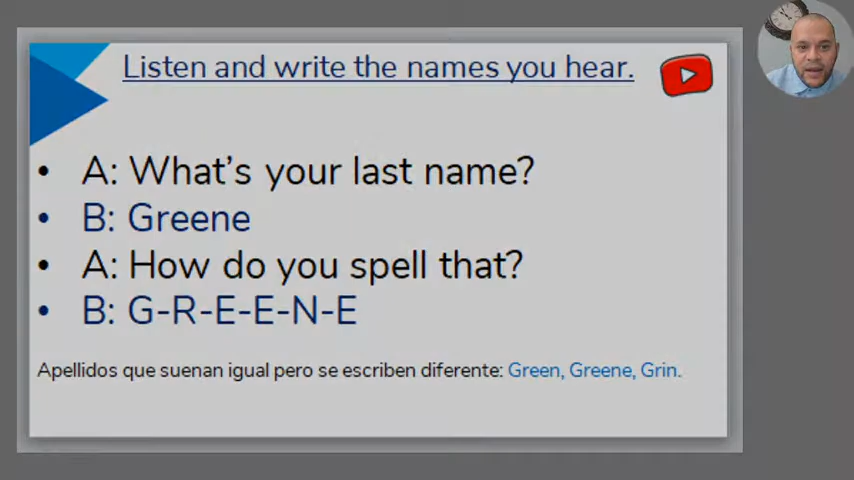 Listen and write the names you hear.
• A: What's your last name?
• B: Greene
• A: How do you spell that?
• B: G-R-E-E-N-E
Apellidos que suenan igual pero se escriben diferente: Green, Greene, Grin.